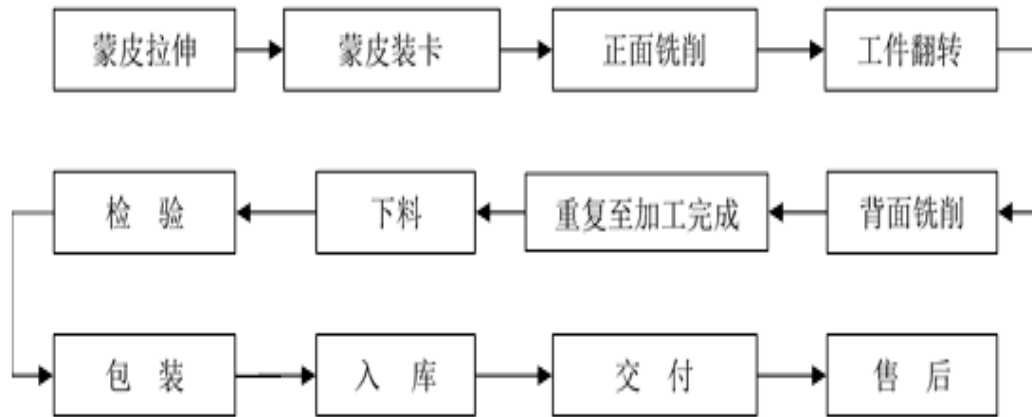 蒙皮拉伸 蒙皮装卡 正面铣削 工件翻转
检 验 下料 重复至加工完成 背面铣削
包 装 入 库 交 付 售 后